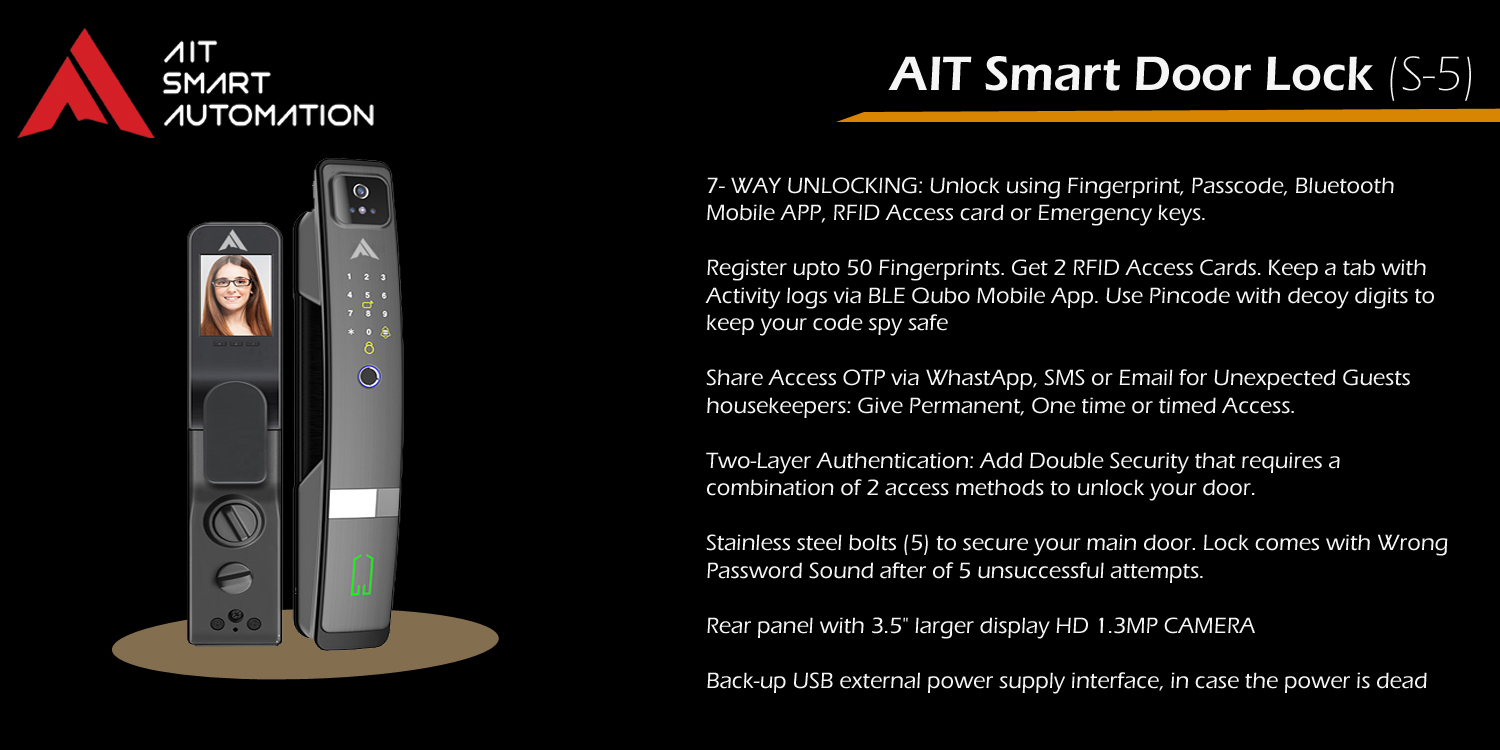 AIT
SMART
AUTOMATION
AIT Smart Door Lock (S-5)
1 2 3
4 5 6
7 8 9
* 0
7- WAY UNLOCKING: Unlock using Fingerprint, Passcode, Bluetooth
Mobile APP, RFID Access card or Emergency keys.
Register upto 50 Fingerprints. Get 2 RFID Access Cards. Keep a tab with
Activity logs via BLE Qubo Mobile App. Use Pincode with decoy digits to
keep your code spy safe
Share Access OTP via WhastApp, SMS or Email for Unexpected Guests
housekeepers: Give Permanent, One time or timed Access.
Two-Layer Authentication: Add Double Security that requires a
combination of 2 access methods to unlock your door.
Stainless steel bolts (5) to secure your main door. Lock comes with Wrong
Password Sound after of 5 unsuccessful attempts.
Rear panel with 3.5" larger display HD 1.3MP CAMERA
Back-up USB external power supply interface, in case the power is dead